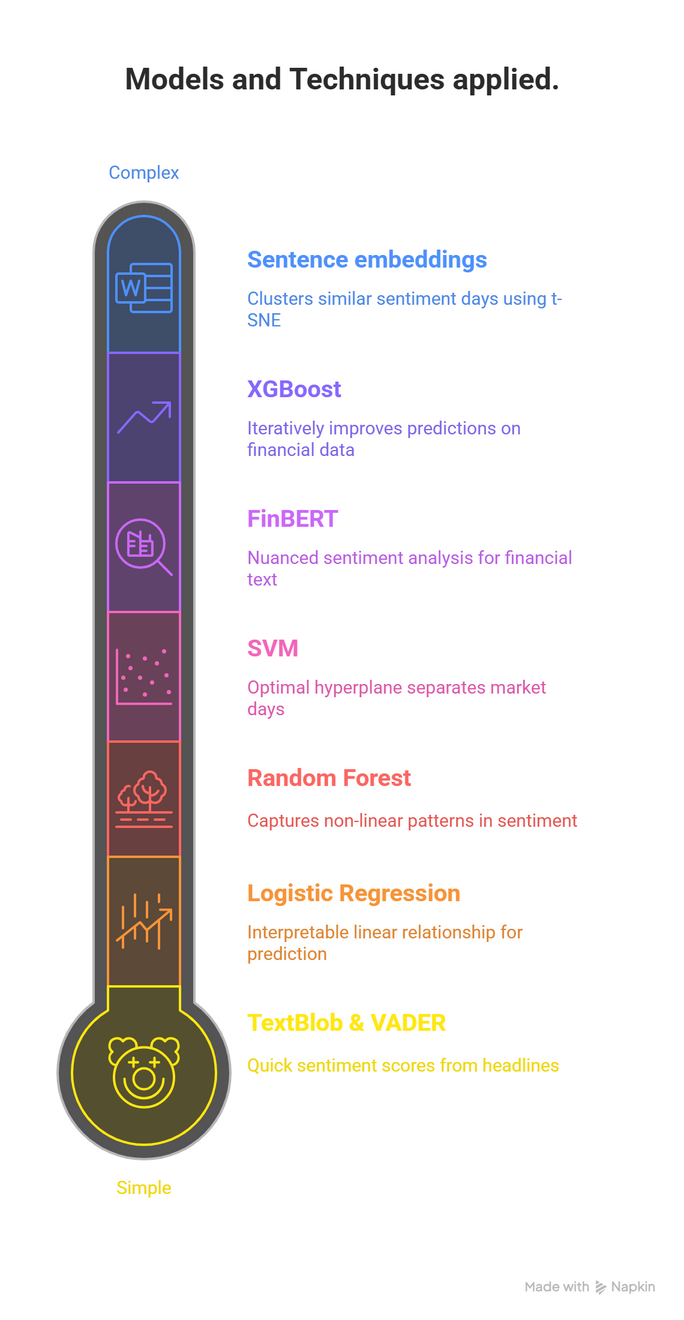 Models and Techniques applied.
Complex
W
Sentence embeddings
Clusters similar sentiment days using t-
SNE
XGBoost
Iteratively improves predictions on
financial data
FinBERT
Nuanced sentiment analysis for financial
text
SVM
Optimal hyperplane separates market
days
Random Forest
Captures non-linear patterns in sentiment
Logistic Regression
Interpretable linear relationship for
prediction
TextBlob & VADER
Quick sentiment scores from headlines
Simple
Made with Napkin